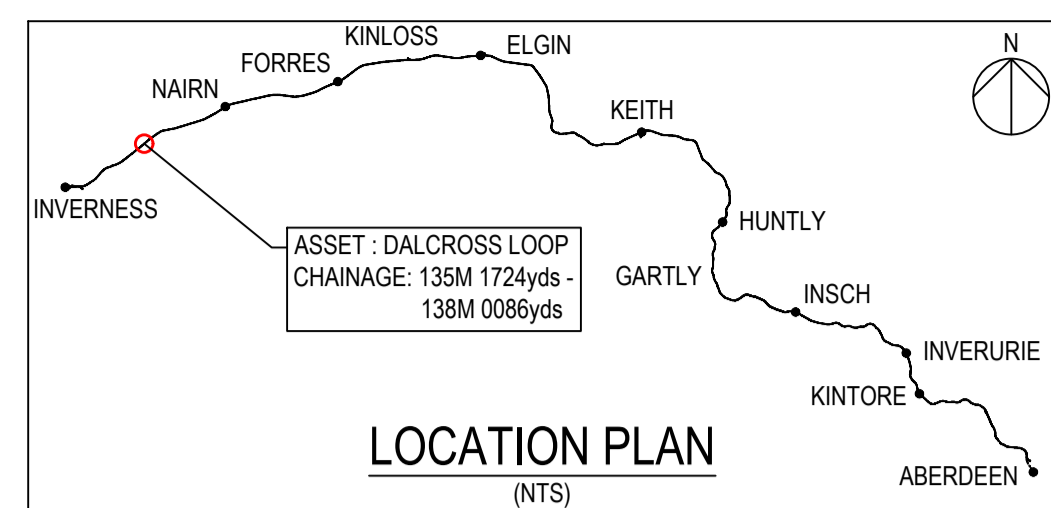 KINLOSS
ELGIN
N
FORRES
NAIRN
KEITH
INVERNESS
HUNTLY
ASSET : DALCROSS LOOP
CHAINAGE: 135M 1724yds -
138M 0086yds
GARTLY
INSCH
INVERURIE
KINTORE
LOCATION PLAN
(NTS)
ABERDEEN